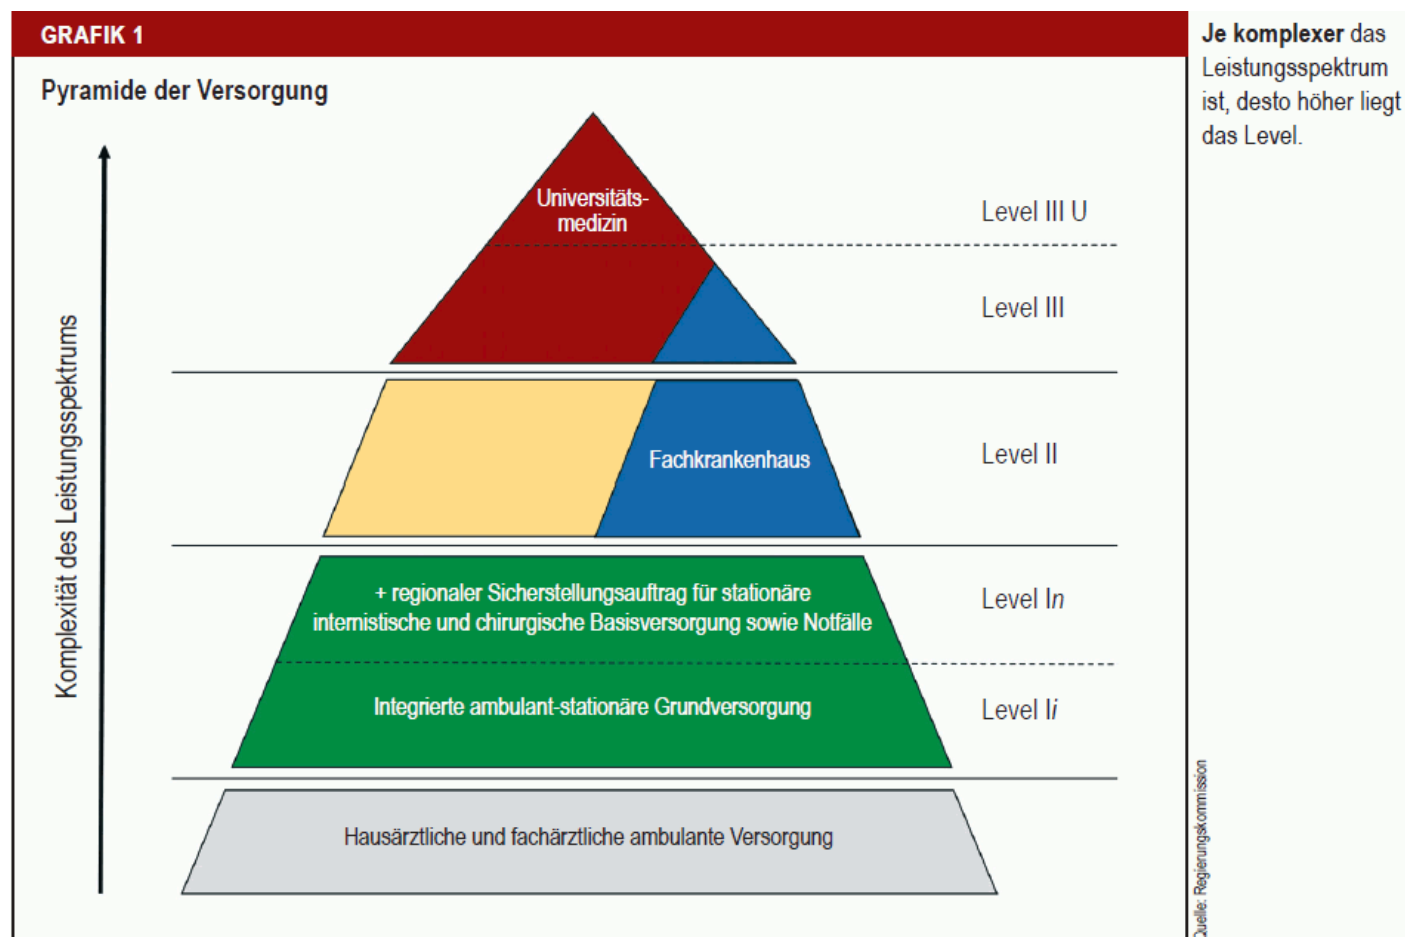 GRAFIK 1
Pyramide der Versorgung
Je komplexer das
Leistungsspektrum
ist, desto höher liegt
das Level.
Komplexität des Leistungsspektrums
Universitäts-
medizin
Level III U
Level III
Fachkrankenhaus
Level II
+ regionaler Sicherstellungsauftrag für stationäre
internistische und chirurgische Basisversorgung sowie Notfälle
Level In
Integrierte ambulant-stationäre Grundversorgung
Level Ii
Hausärztliche und fachärztliche ambulante Versorgung
Quelle: Regierungskommission